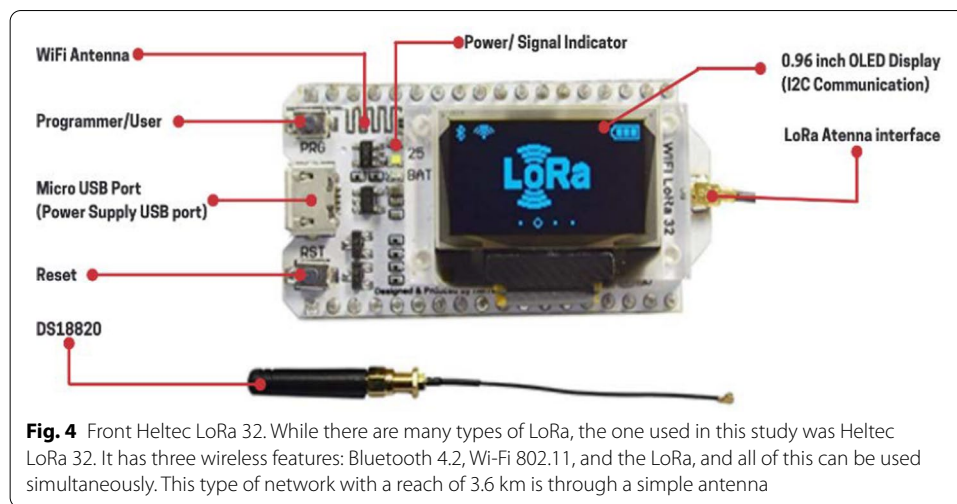 WiFi Antenna
Power/ Signal Indicator
0.96 inch OLED Display
(I2C Communication)
Programmer/User
LoRa Atenna interface
PRG
25
BAT
LoRa
WIFI LoRa 32
Micro USB Port
(Power Supply USB port)
RST
Reset
Designed & Produced by
DS18820
Fig. 4 Front Heltec LoRa 32. While there are many types of LoRa, the one used in this study was Heltec
LoRa 32. It has three wireless features: Bluetooth 4.2, Wi-Fi 802.11, and the LoRa, and all of this can be used
simultaneously. This type of network with a reach of 3.6 km is through a simple antenna